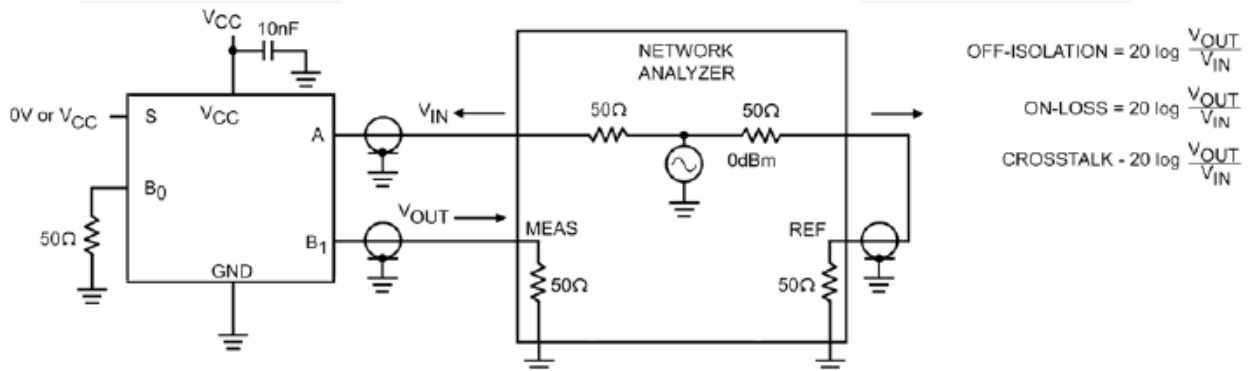 VCC
10nF
0V or VCC
S
VCC
A
B0
50Ω
B1
GND
VIN
VOUT
NETWORK
ANALYZER
50Ω
50Ω
0dBm
MEAS
REF
50Ω
50Ω
OFF-ISOLATION = 20 log VOUT/VIN
ON-LOSS = 20 log VOUT/VIN
CROSSTALK - 20 log VOUT/VIN